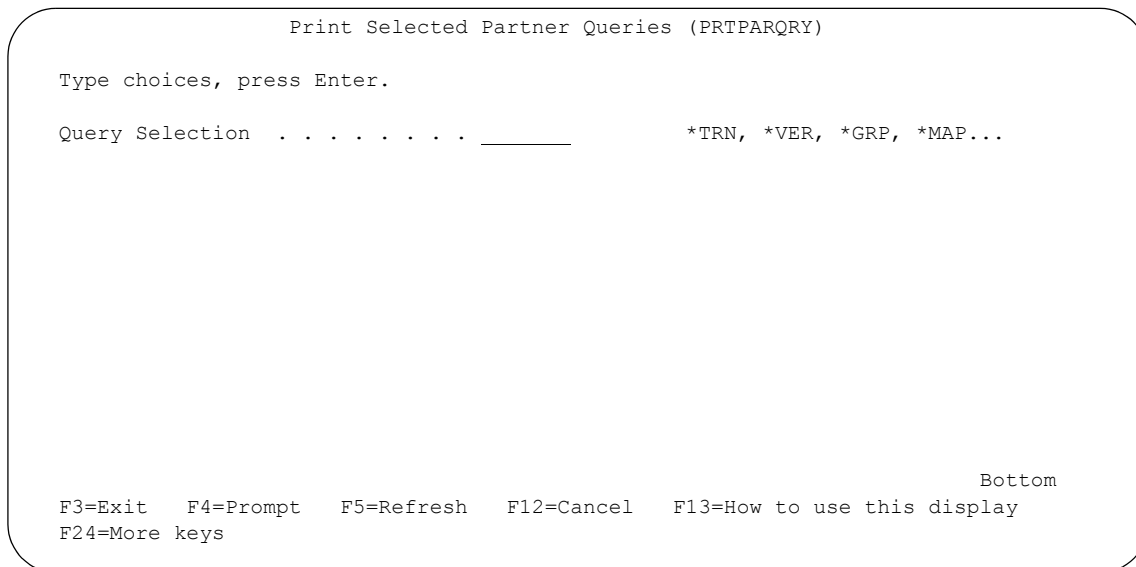 Print Selected Partner Queries (PRTPARQRY)
Type choices, press Enter.
Query Selection . . . . . . . . _______ *TRN, *VER, *GRP, *MAP...
Bottom
F3=Exit F4=Prompt F5=Refresh F12=Cancel F13=How to use this display
F24=More keys